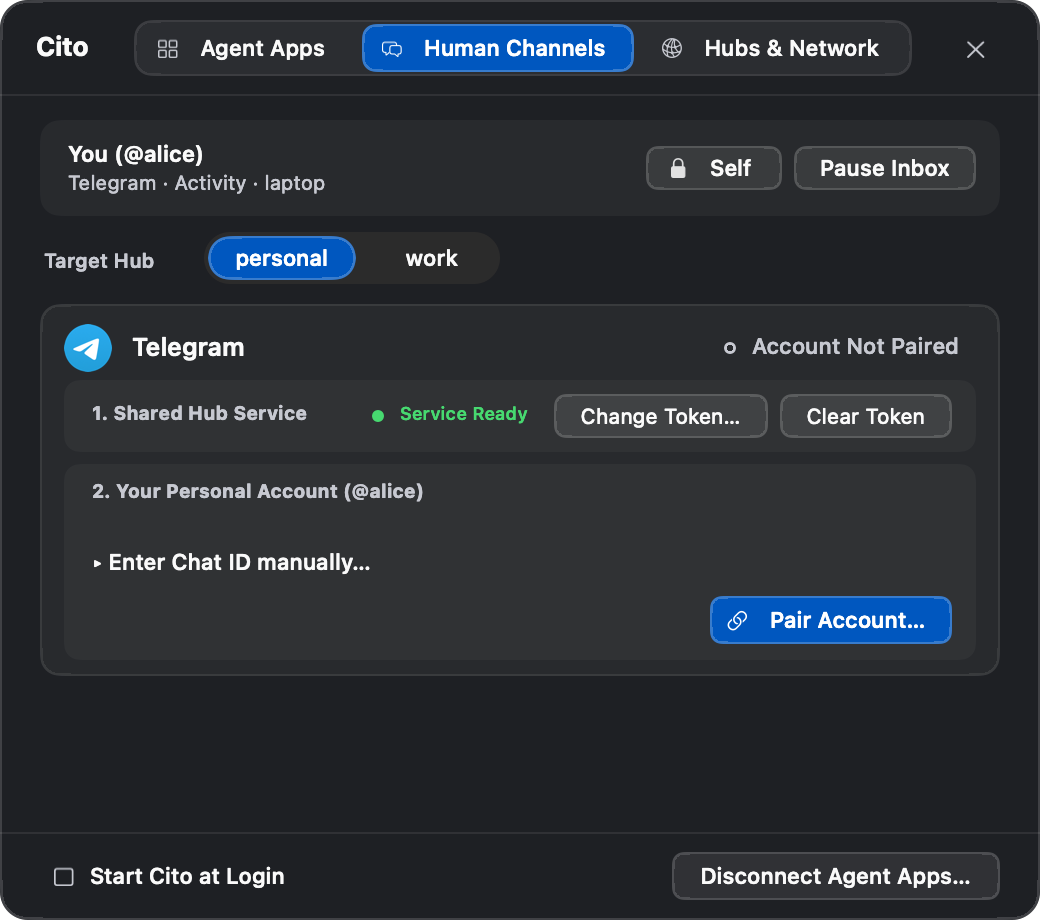 Cito
Agent Apps
Human Channels
Hubs & Network
You (@alice)
Telegram · Activity · laptop
Self
Pause Inbox
Target Hub
personal
work
Telegram
Account Not Paired
1. Shared Hub Service
Service Ready
Change Token...
Clear Token
2. Your Personal Account (@alice)
Enter Chat ID manually...
Pair Account...
Start Cito at Login
Disconnect Agent Apps...